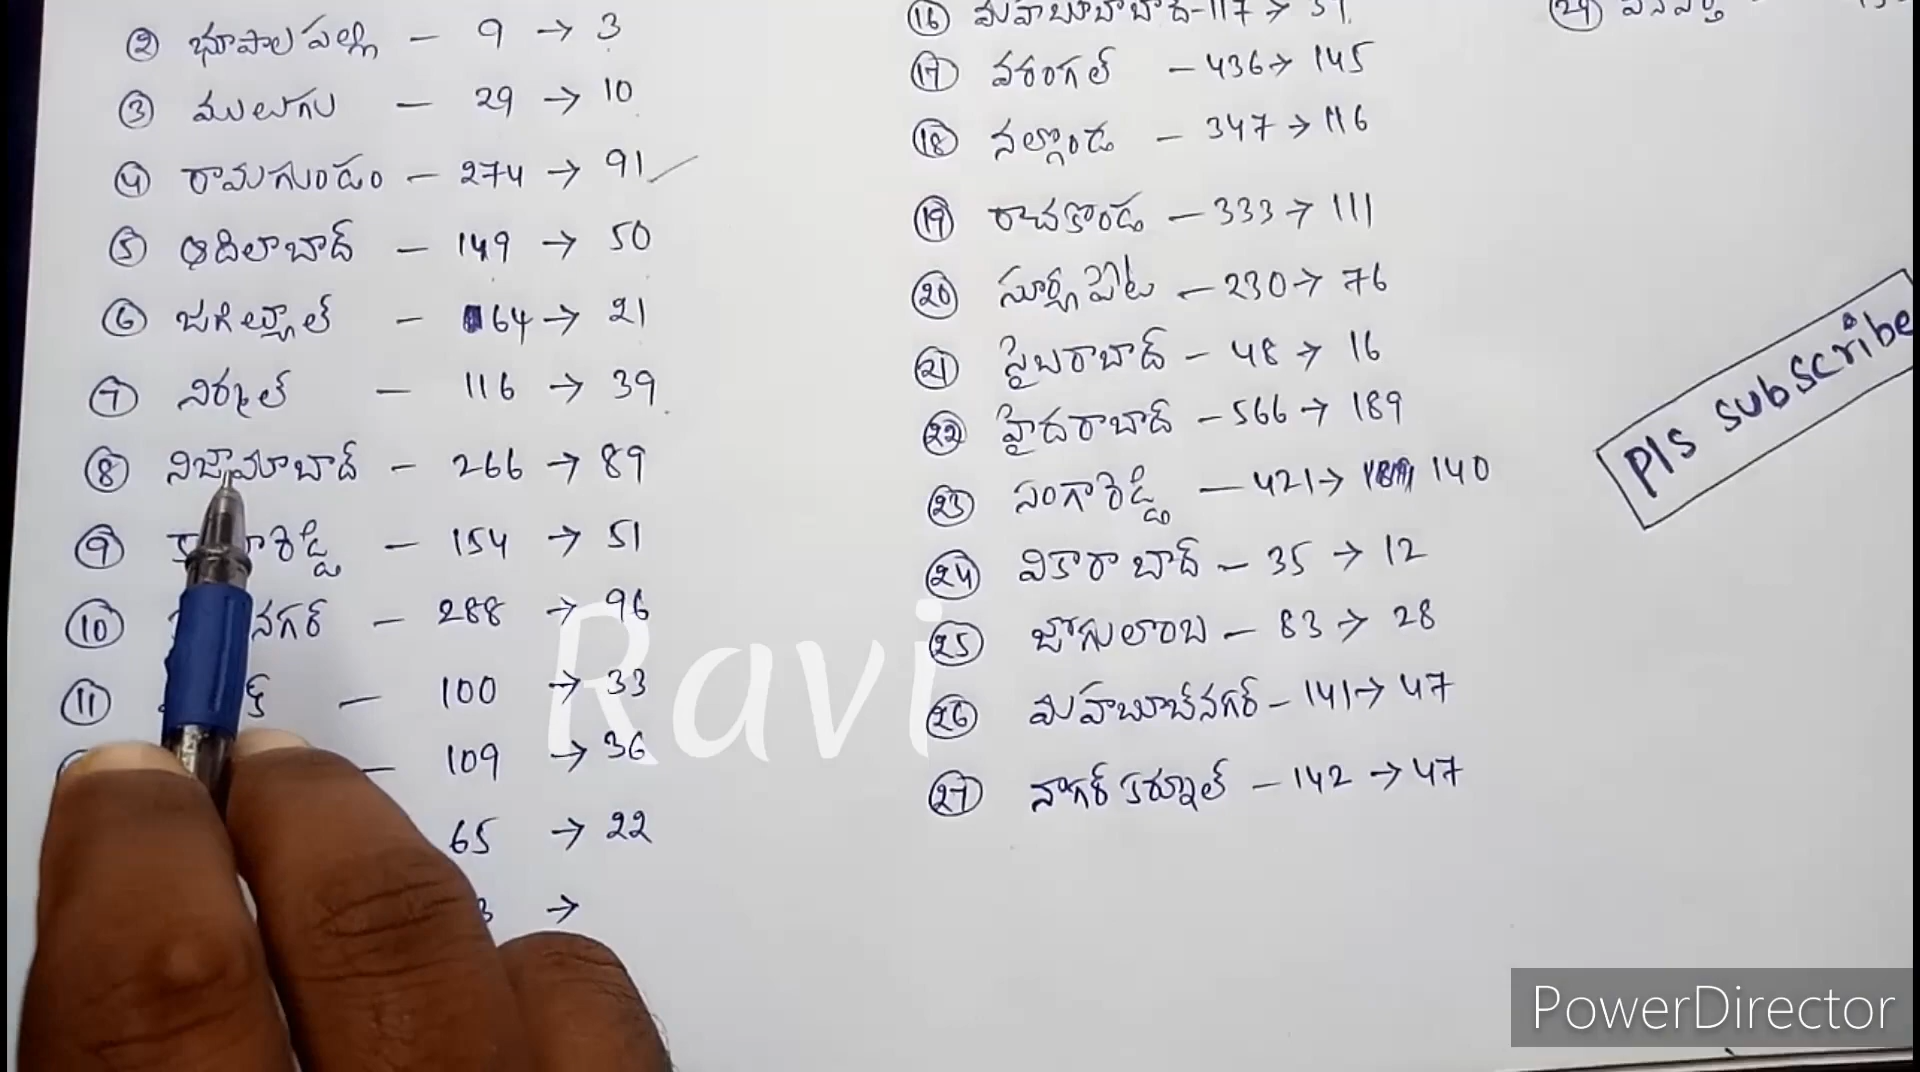 ② భూపాలపల్లి - 9 → 3
③ ములుగు - 29 → 10
④ రామగుండం - 274 → 91
⑤ ఆదిలాబాద్ - 149 → 50
⑥ జగిత్యాల్ - 64 → 21
⑦ నిర్మల్ - 116 → 39
⑧ నిజామాబాద్ - 266 → 89
⑨ - 154 → 51
⑩ నగర్ - 288 → 96
⑪ - 100 → 33
- 109 → 36
65 → 22
3 →
⑯ మహబూబాబాద్ - 117 →
⑰ వరంగల్ - 436 → 145
⑱ నల్గొండ - 347 → 116
⑲ రాచకొండ - 333 → 111
⑳ సూర్యాపేట - 230 → 76
㉑ సైబరాబాద్ - 48 → 16
㉒ హైదరాబాద్ - 566 → 189
㉓ సంగారెడ్డి - 421 → 140
㉔ వికారాబాద్ - 35 → 12
㉕ జోగులాంబ - 83 → 28
㉖ మహబూబ్‌నగర్ - 141 → 47
㉗ నాగర్ కర్నూల్ - 142 → 47
Pls subscribe
Ravi
PowerDirector